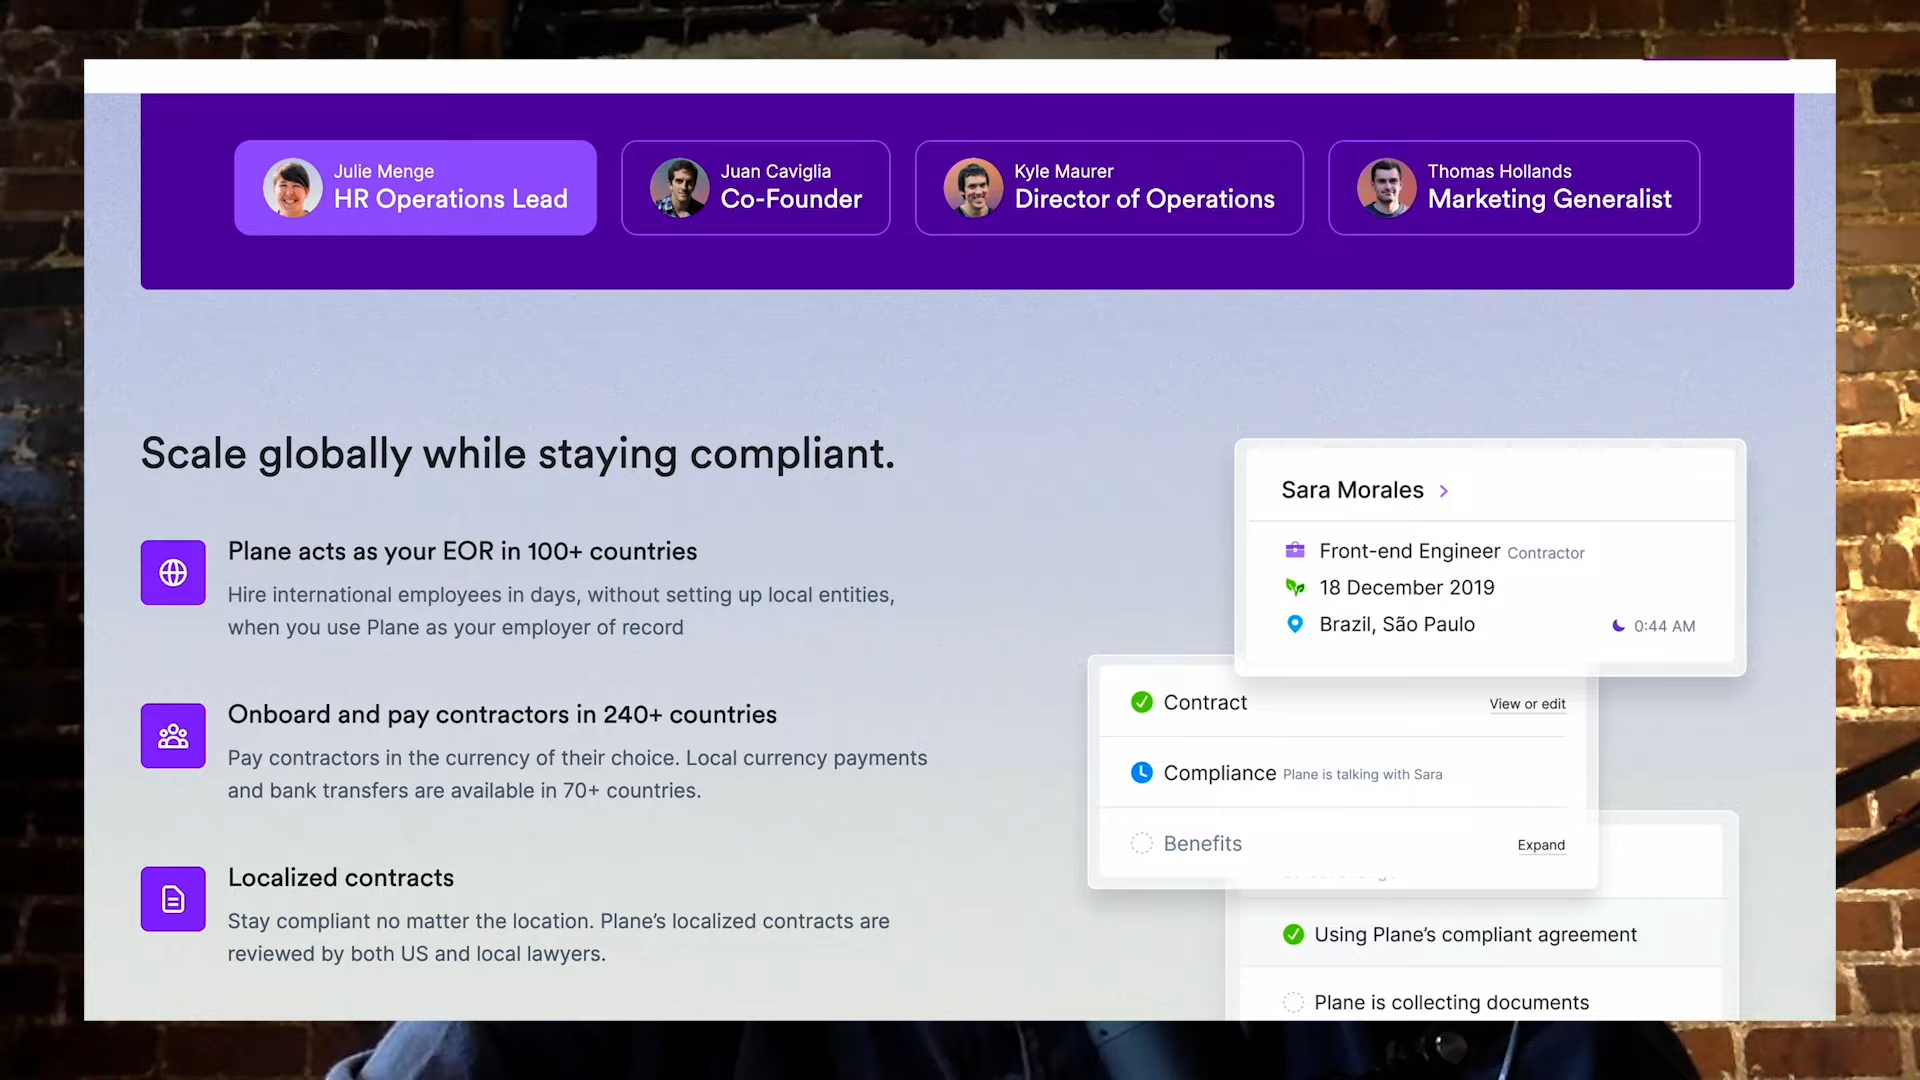 Julie Menge
HR Operations Lead
Juan Caviglia
Co-Founder
Kyle Maurer
Director of Operations
Thomas Hollands
Marketing Generalist
Scale globally while staying compliant.
Plane acts as your EOR in 100+ countries
Hire international employees in days, without setting up local entities,
when you use Plane as your employer of record
Onboard and pay contractors in 240+ countries
Pay contractors in the currency of their choice. Local currency payments
and bank transfers are available in 70+ countries.
Localized contracts
Stay compliant no matter the location. Plane’s localized contracts are
reviewed by both US and local lawyers.
Sara Morales
Front-end Engineer Contractor
18 December 2019
Brazil, São Paulo 0:44 AM
Contract View or edit
Compliance Plane is talking with Sara
Benefits Expand
Using Plane’s compliant agreement
Plane is collecting documents